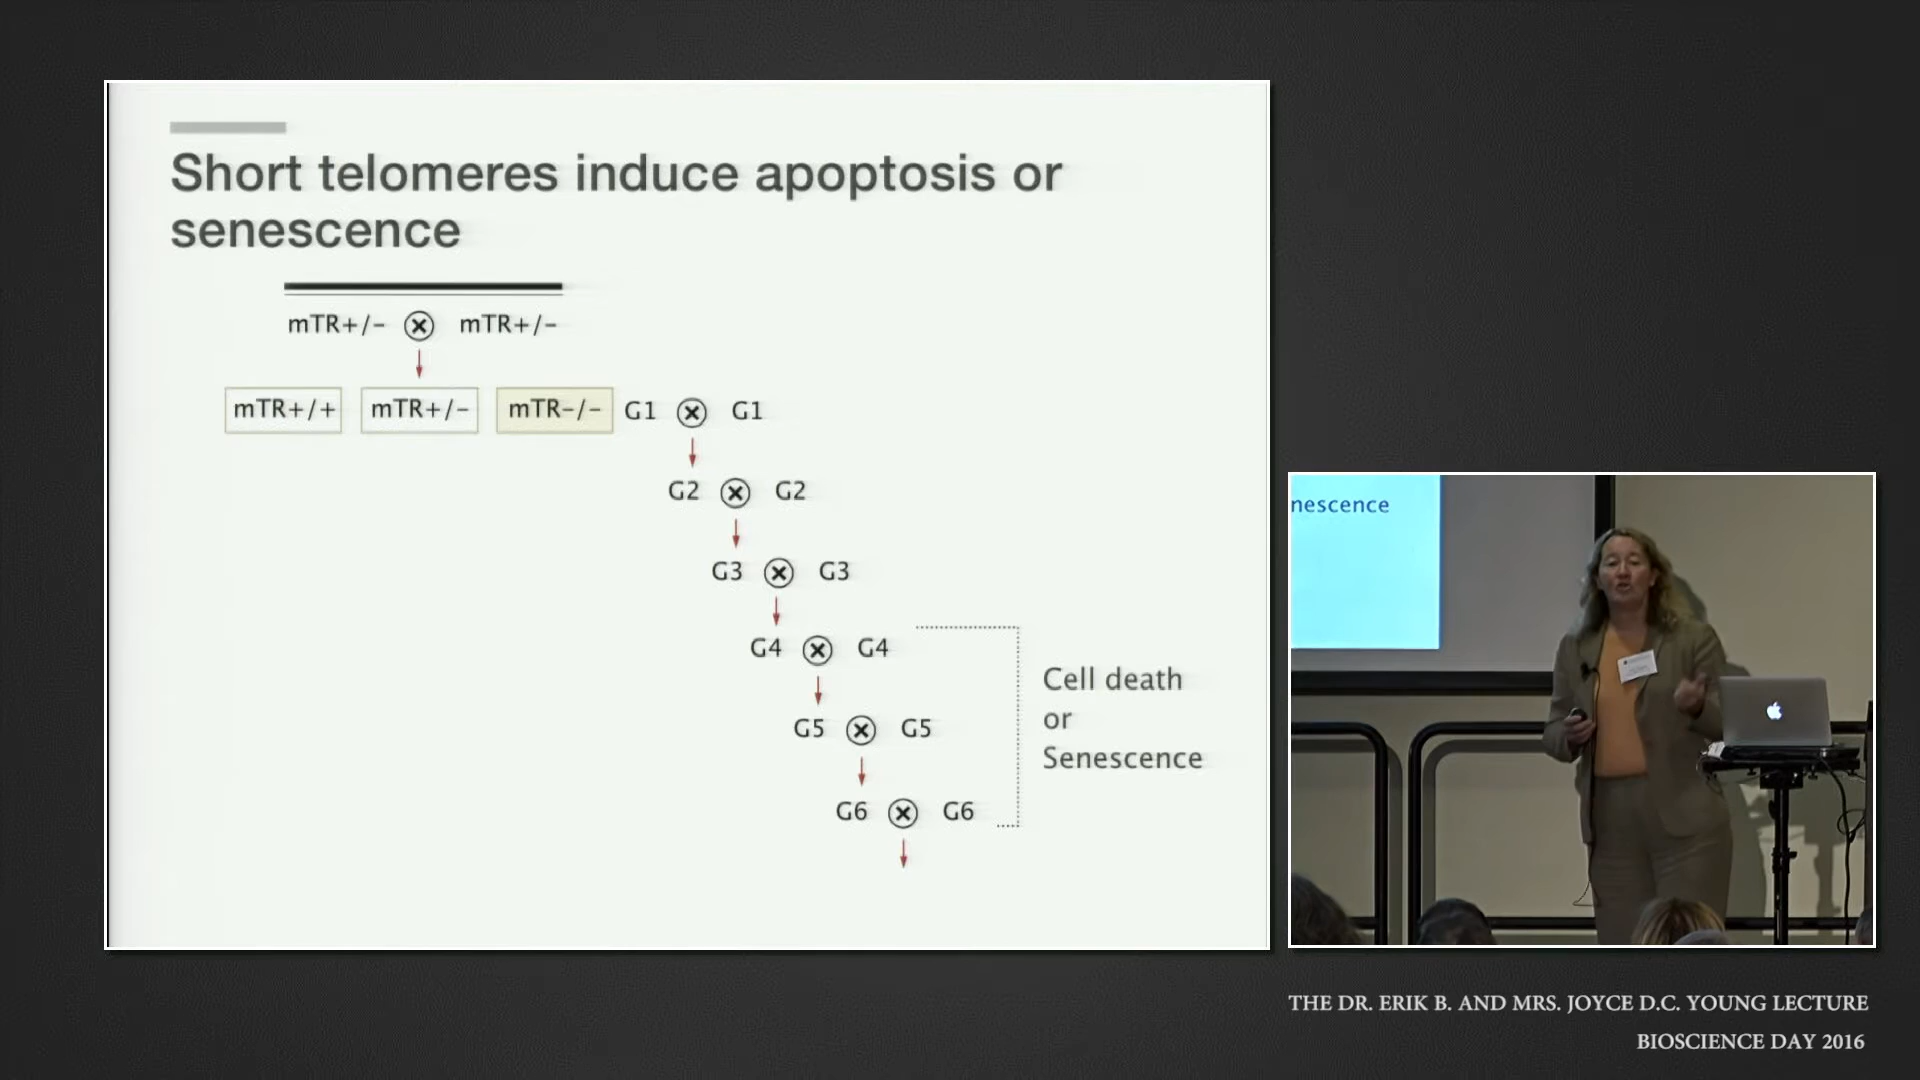 Short telomeres induce apoptosis or
senescence
mTR+/- ⊗ mTR+/-
mTR+/+ mTR+/- mTR-/- G1 ⊗ G1
G2 ⊗ G2
G3 ⊗ G3
G4 ⊗ G4
G5 ⊗ G5
G6 ⊗ G6
Cell death
or
Senescence
nescence
THE DR. ERIK B. AND MRS. JOYCE D.C. YOUNG LECTURE
BIOSCIENCE DAY 2016